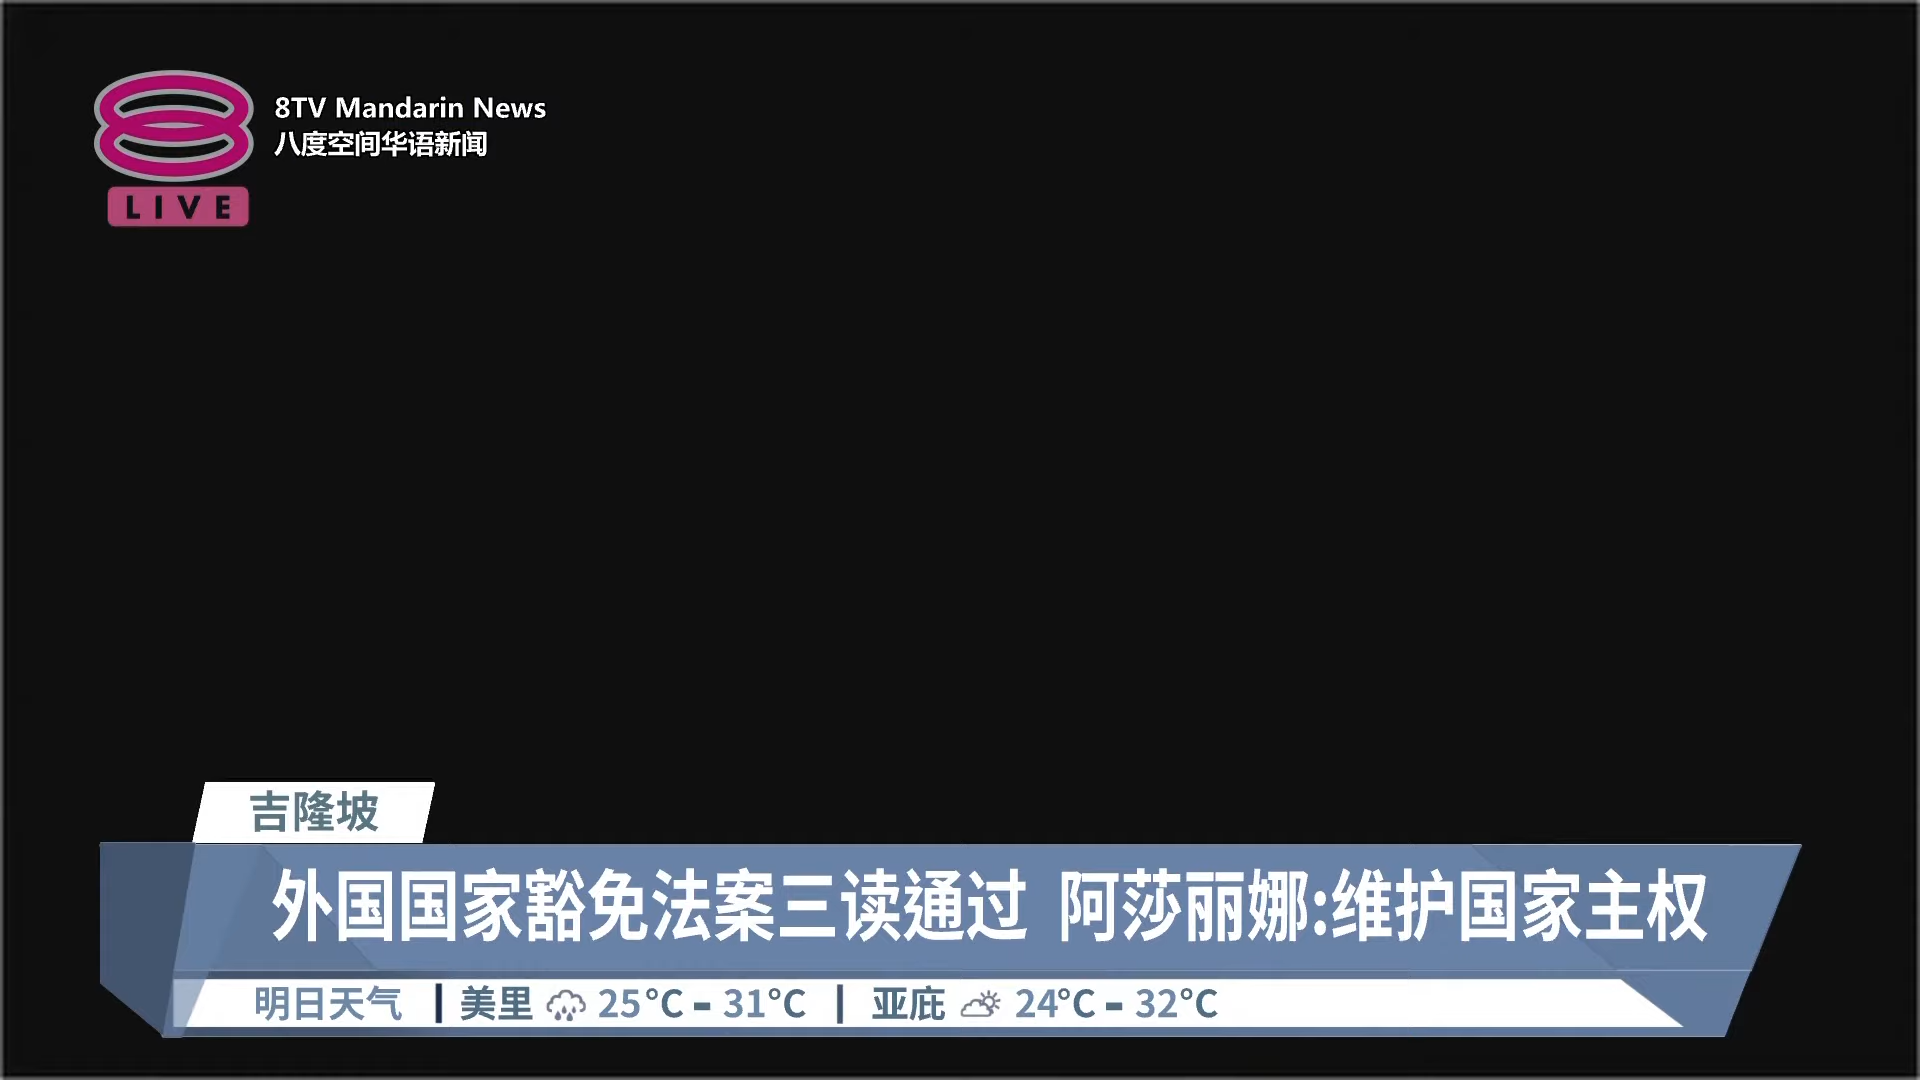 8TV Mandarin News
八度空间华语新闻
LIVE
吉隆坡
外国国家豁免法案三读通过 阿莎丽娜:维护国家主权
明日天气 | 美里 25°C - 31°C | 亚庇 24°C - 32°C